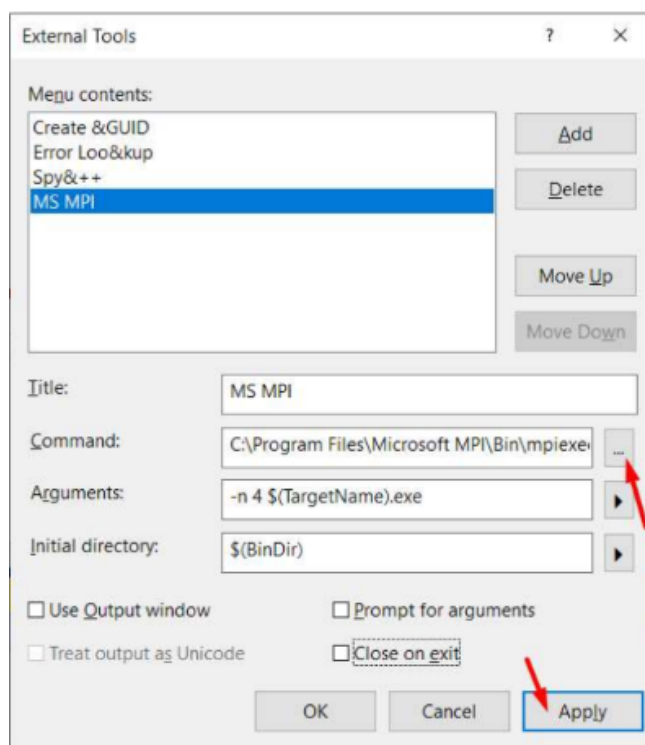 External Tools ? ×
Menu contents:
Create &GUID
Error Loo&kup
Spy&++
MS MPI
Add
Delete
Move Up
Move Down
Title: MS MPI
Command: C:\Program Files\Microsoft MPI\Bin\mpiexe ...
Arguments: -n 4 $(TargetName).exe
Initial directory: $(BinDir)
Use Output window
Prompt for arguments
Treat output as Unicode
Close on exit
OK Cancel Apply